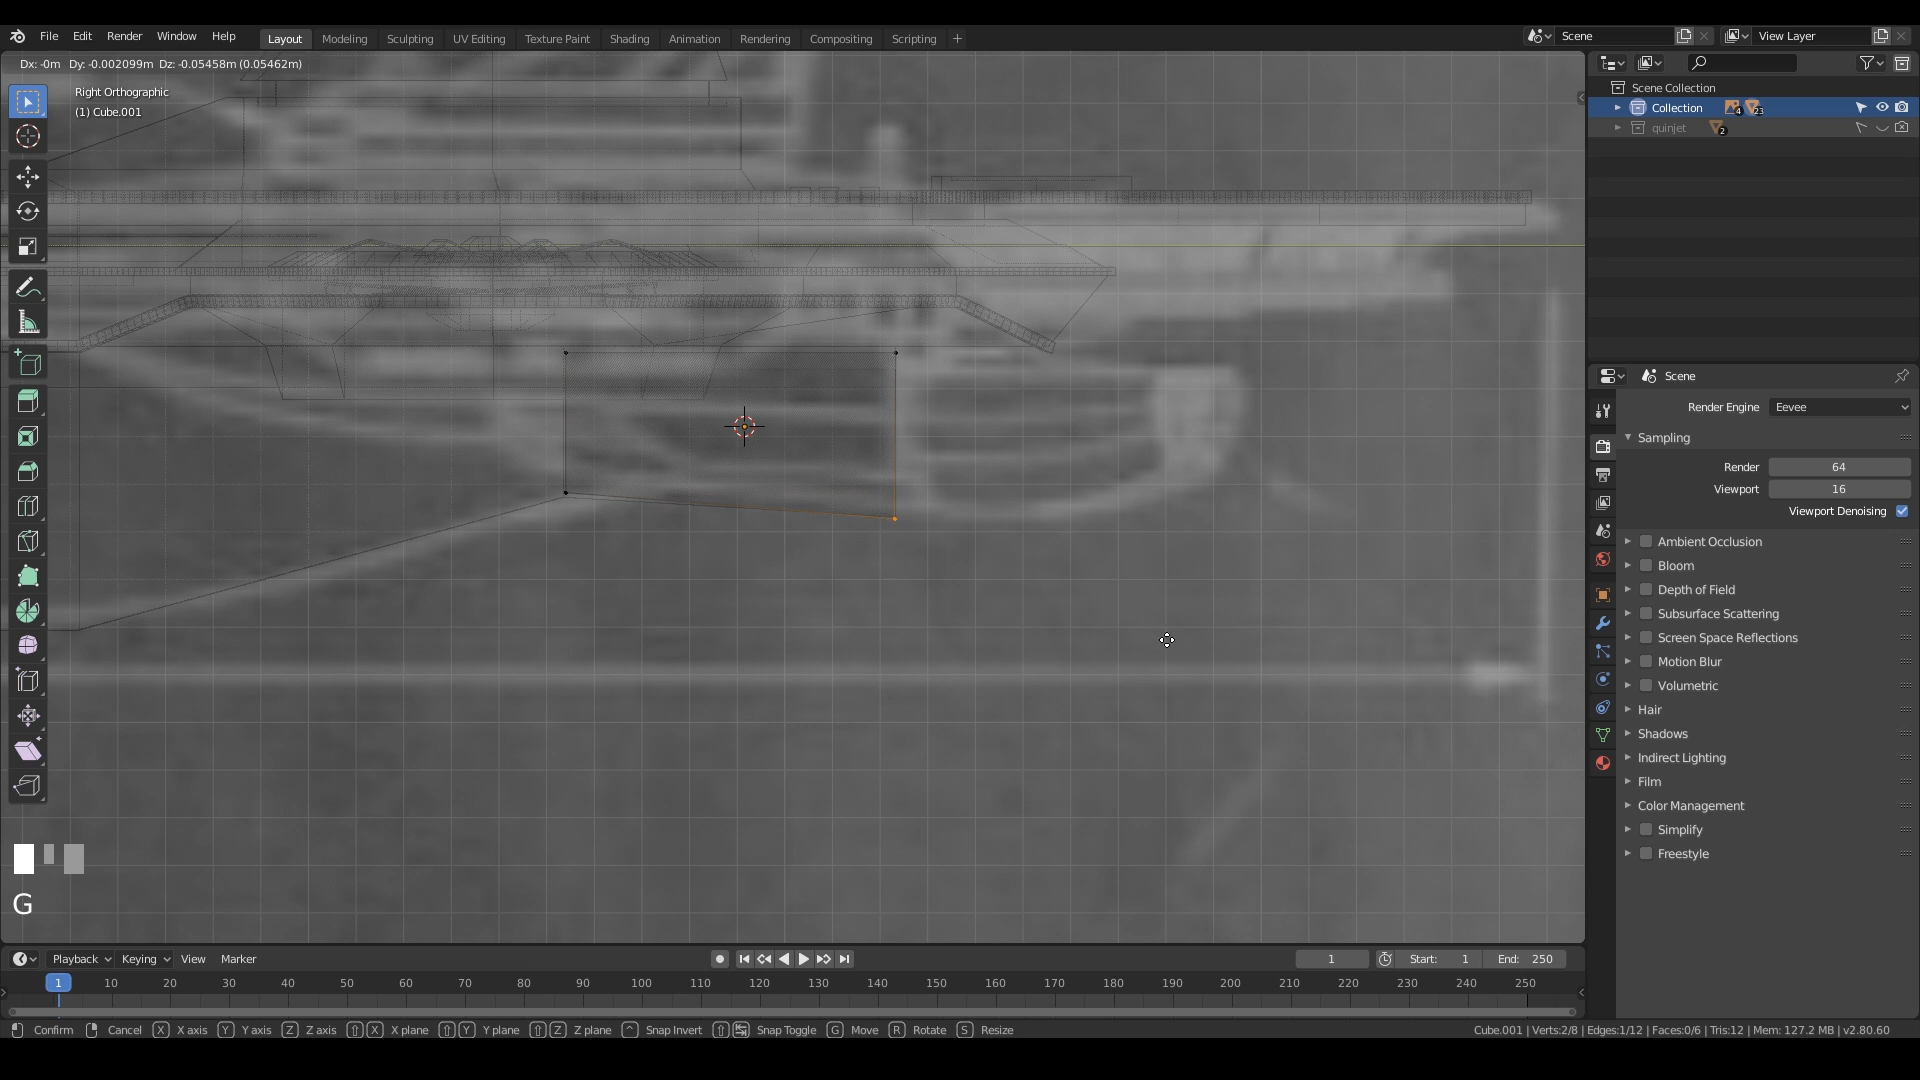 File Edit Render Window Help Layout Modeling Sculpting UV Editing Texture Paint Shading Animation Rendering Compositing Scripting + Scene View Layer
Dx: -0m Dy: -0.002099m Dz: -0.05458m (0.05462m)
Right Orthographic
(1) Cube.001
Scene Collection
Collection 4 23
quinjet 2
Scene
Render Engine Eevee
Sampling
Render 64
Viewport 16
Viewport Denoising
Ambient Occlusion
Bloom
Depth of Field
Subsurface Scattering
Screen Space Reflections
Motion Blur
Volumetric
Hair
Shadows
Indirect Lighting
Film
Color Management
Simplify
Freestyle
G
Playback Keying View Marker 1 Start: 1 End: 250
1 10 20 30 40 50 60 70 80 90 100 110 120 130 140 150 160 170 180 190 200 210 220 230 240 250
Confirm Cancel X X axis Y Y axis Z Z axis X X plane Y Y plane Z Z plane ^ Snap Invert Snap Toggle G Move R Rotate S Resize Cube.001 | Verts:2/8 | Edges:1/12 | Faces:0/6 | Tris:12 | Mem: 127.2 MB | v2.80.60